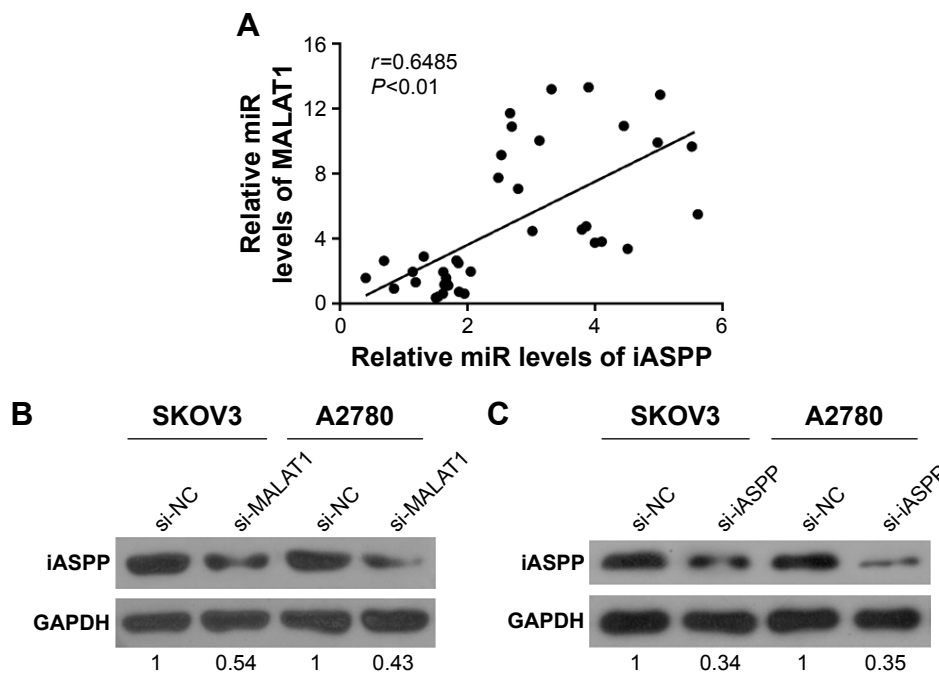 A
r=0.6485
P<0.01
Relative miR
levels of MALAT1
16
12
8
4
0
0 2 4 6
Relative miR levels of iASPP
B
SKOV3 A2780
si-NC si-MALAT1 si-NC si-MALAT1
iASPP
GAPDH
1 0.54 1 0.43
C
SKOV3 A2780
si-NC si-iASPP si-NC si-iASPP
iASPP
GAPDH
1 0.34 1 0.35